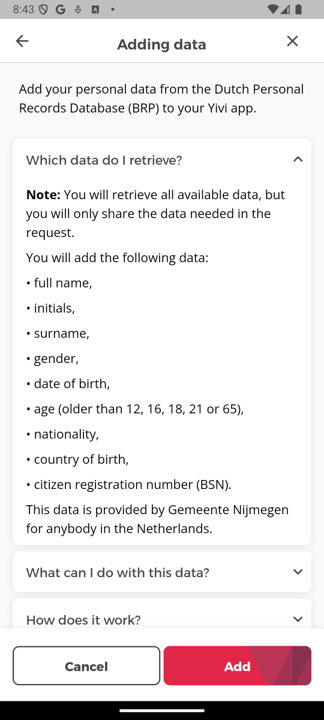 8:43
Adding data
Add your personal data from the Dutch Personal
Records Database (BRP) to your Yivi app.
Which data do I retrieve?
Note: You will retrieve all available data, but
you will only share the data needed in the
request.
You will add the following data:
• full name,
• initials,
• surname,
• gender,
• date of birth,
• age (older than 12, 16, 18, 21 or 65),
• nationality,
• country of birth,
• citizen registration number (BSN).
This data is provided by Gemeente Nijmegen
for anybody in the Netherlands.
What can I do with this data?
How does it work?
Cancel
Add